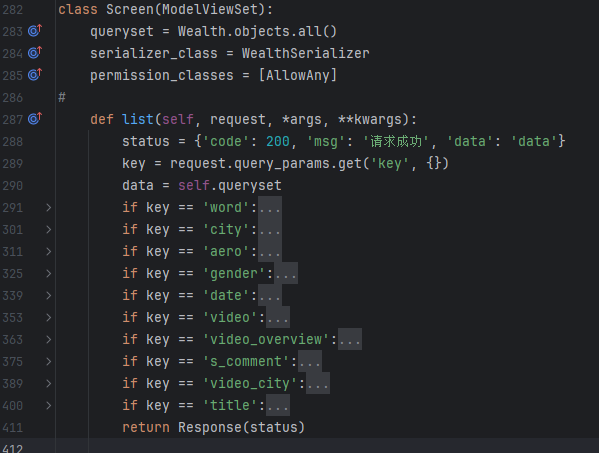 282 class Screen(ModelViewSet):
283 queryset = Wealth.objects.all()
284 serializer_class = WealthSerializer
285 permission_classes = [AllowAny]
286 #
287 def list(self, request, *args, **kwargs):
288 status = {'code': 200, 'msg': '请求成功', 'data': 'data'}
289 key = request.query_params.get('key', {})
290 data = self.queryset
291 if key == 'word':...
301 if key == 'city':...
311 if key == 'aero':...
325 if key == 'gender':...
339 if key == 'date':...
353 if key == 'video':...
363 if key == 'video_overview':...
375 if key == 's_comment':...
389 if key == 'video_city':...
400 if key == 'title':...
411 return Response(status)
412